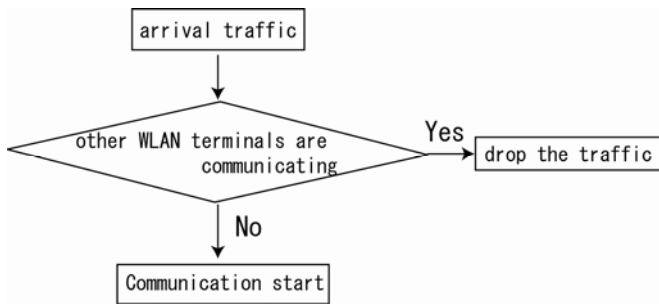 arrival traffic
other WLAN terminals are
communicating
Yes
drop the traffic
No
Communication start